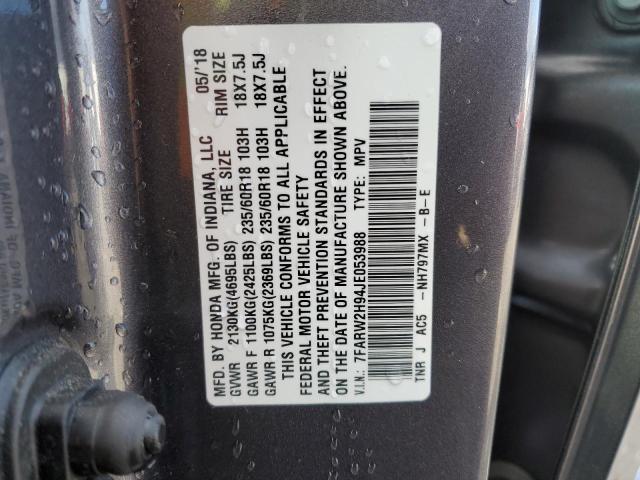 MFD. BY HONDA MFG. OF INDIANA, LLC 05/'18
GVWR 2130KG(4695LBS) TIRE SIZE RIM SIZE
GAWR F 1100KG(2425LBS) 235/60R18 103H 18X7.5J
GAWR R 1075KG(2369LBS) 235/60R18 103H 18X7.5J
THIS VEHICLE CONFORMS TO ALL APPLICABLE
FEDERAL MOTOR VEHICLE SAFETY
AND THEFT PREVENTION STANDARDS IN EFFECT
ON THE DATE OF MANUFACTURE SHOWN ABOVE.
V.I.N.: 7FARW2H94JE053988 TYPE: MPV
TNR J AC5 -NH797MX -B-E